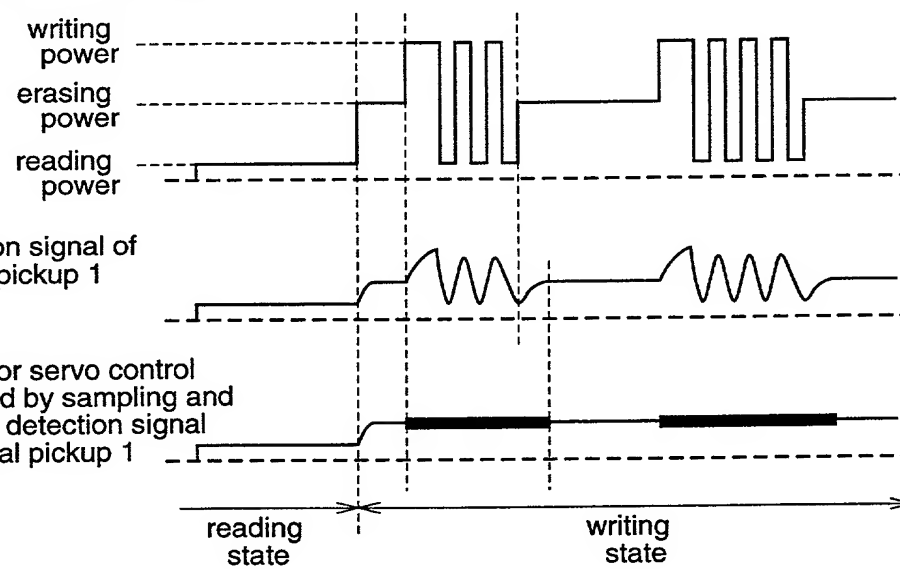 writing
power
erasing
power
reading
power
on signal of
pickup 1
or servo control
d by sampling and
detection signal
al pickup 1
reading
state
writing
state